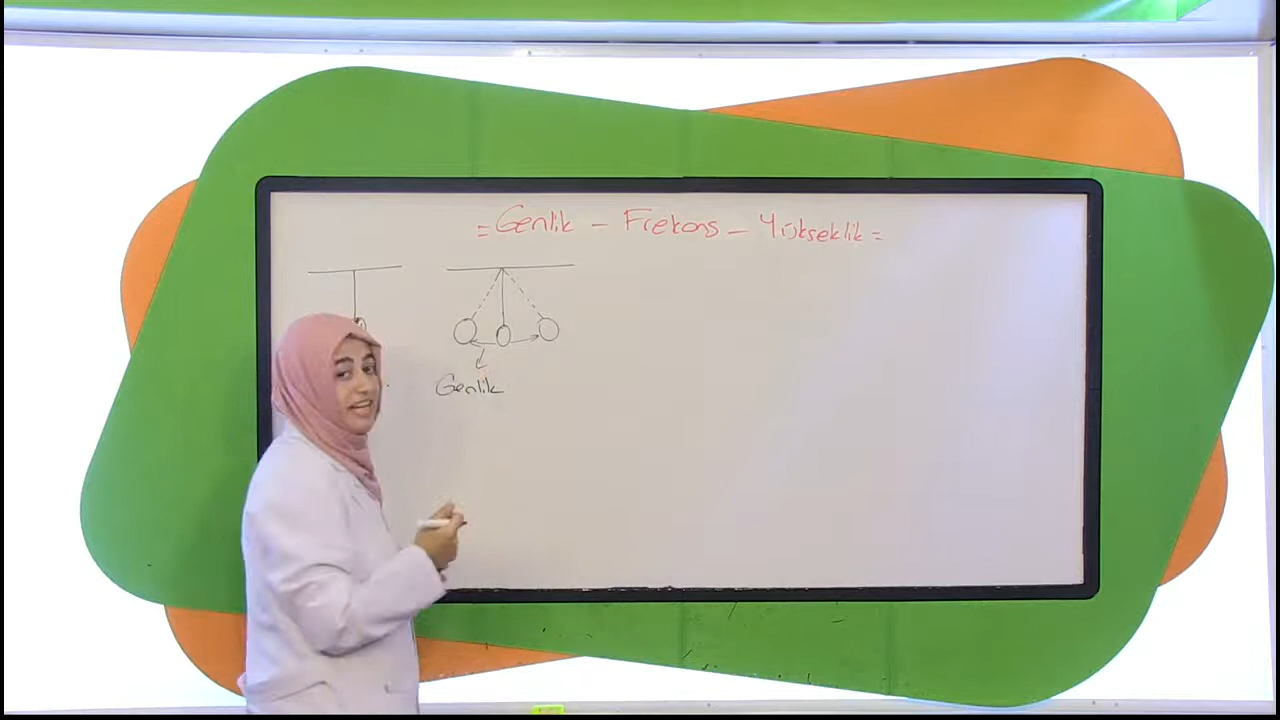 = Genlik - Frekans - Yükseklik =
Genlik